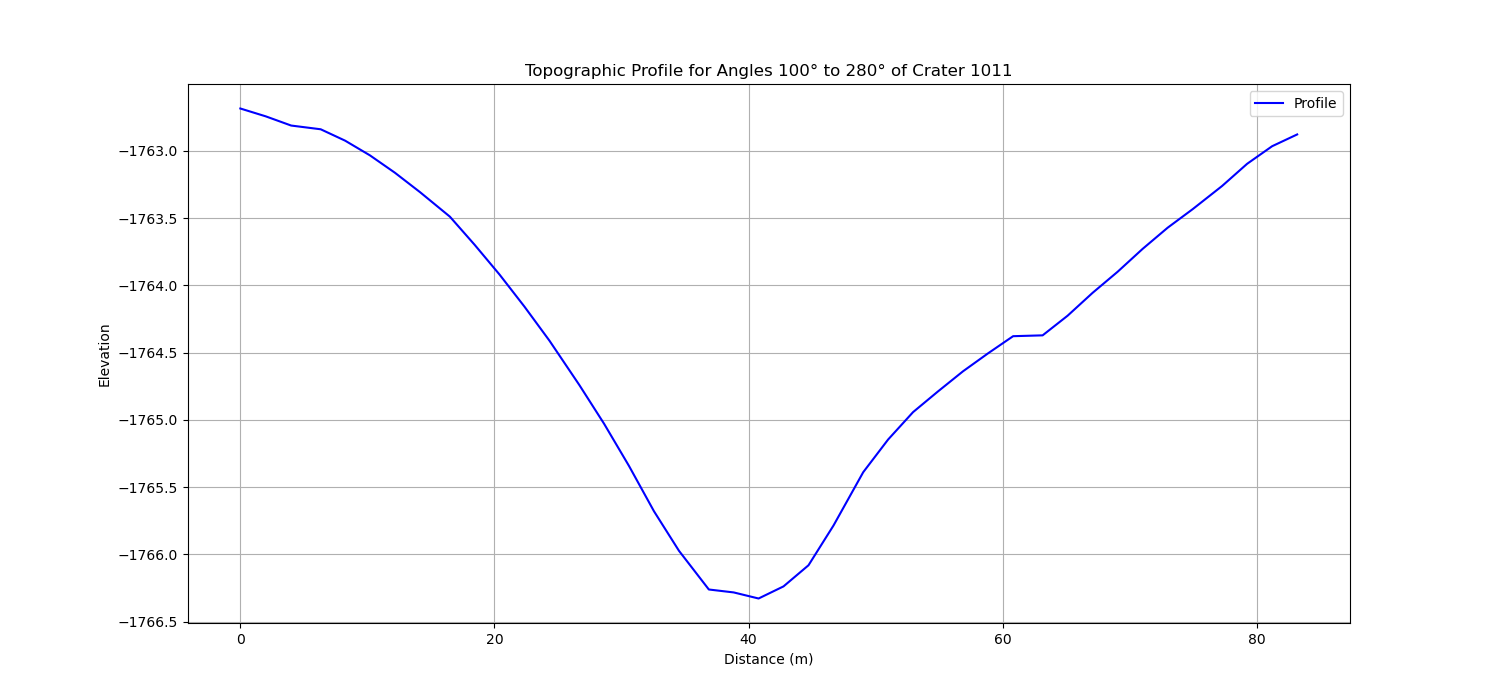 Topographic Profile for Angles 100° to 280° of Crater 1011
Profile
Elevation
−1763.0
−1763.5
−1764.0
−1764.5
−1765.0
−1765.5
−1766.0
−1766.5
0 20 40 60 80
Distance (m)